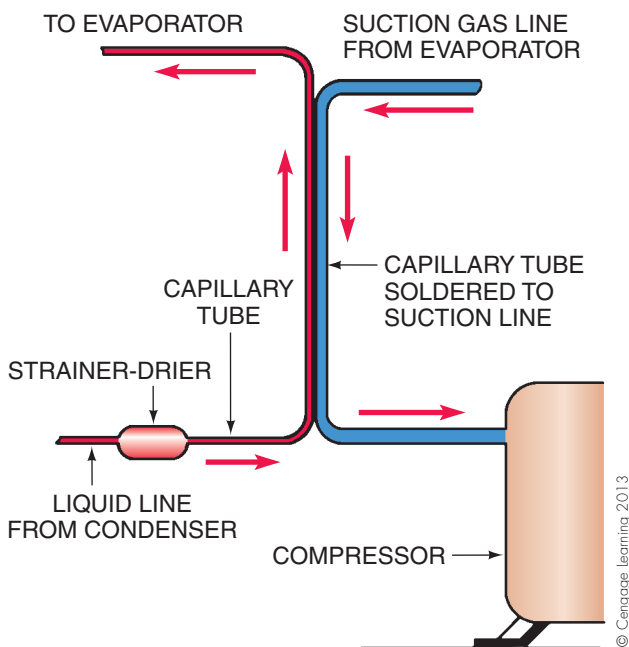 TO EVAPORATOR
SUCTION GAS LINE
FROM EVAPORATOR
CAPILLARY TUBE
SOLDERED TO
SUCTION LINE
CAPILLARY
TUBE
STRAINER-DRIER
LIQUID LINE
FROM CONDENSER
COMPRESSOR
© Cengage Learning 2013